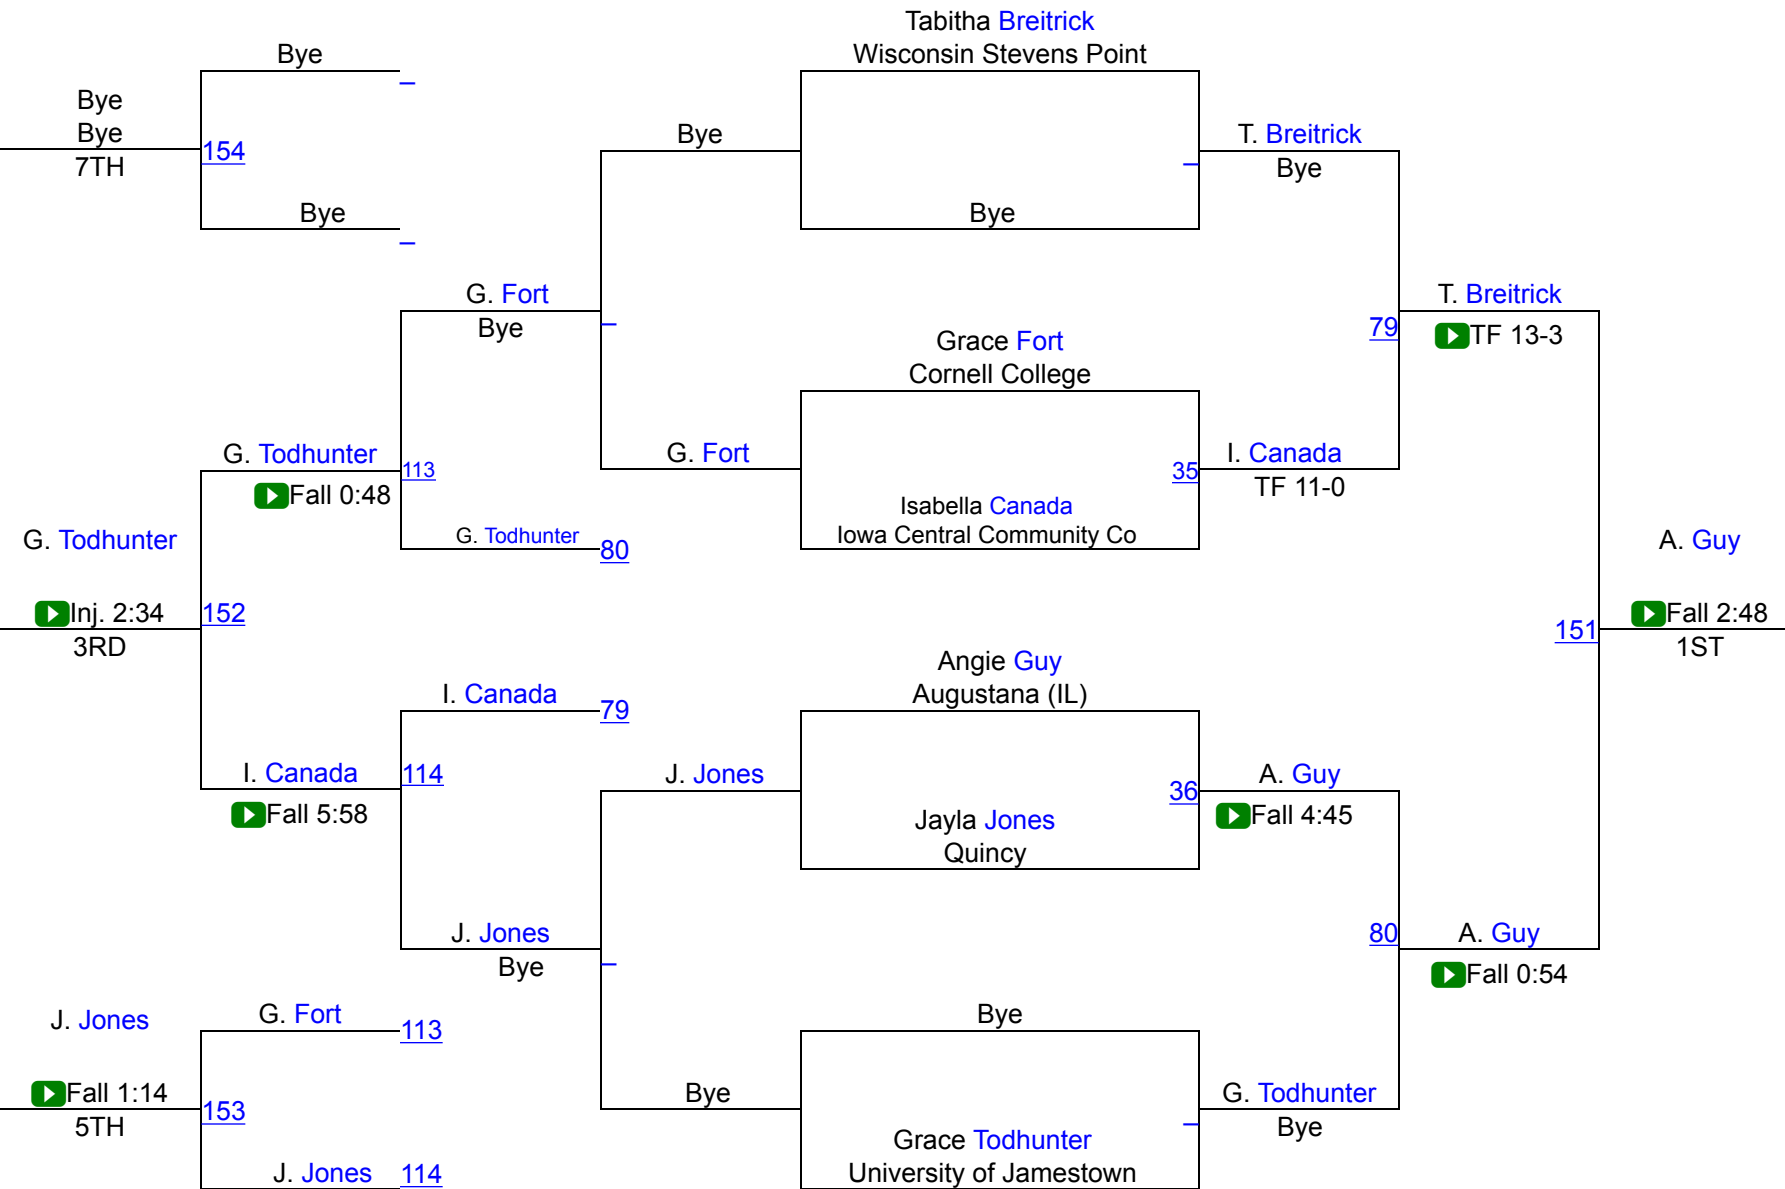 Tabitha Breitrick
Wisconsin Stevens Point
Bye
Bye
Bye
7TH
154
Bye
Bye
T. Breitrick
Bye
Bye
G. Fort
Bye
T. Breitrick
TF 13-3
79
Grace Fort
Cornell College
G. Todhunter
Fall 0:48
113
G. Fort
35
I. Canada
TF 11-0
Isabella Canada
Iowa Central Community Co
G. Todhunter
80
G. Todhunter
Inj. 2:34
3RD
152
A. Guy
Fall 2:48
1ST
151
Angie Guy
Augustana (IL)
I. Canada
79
I. Canada
Fall 5:58
114
J. Jones
36
A. Guy
Fall 4:45
Jayla Jones
Quincy
J. Jones
Bye
80
A. Guy
Fall 0:54
J. Jones
Fall 1:14
5TH
G. Fort
113
153
J. Jones
114
Bye
Bye
G. Todhunter
Bye
Grace Todhunter
University of Jamestown